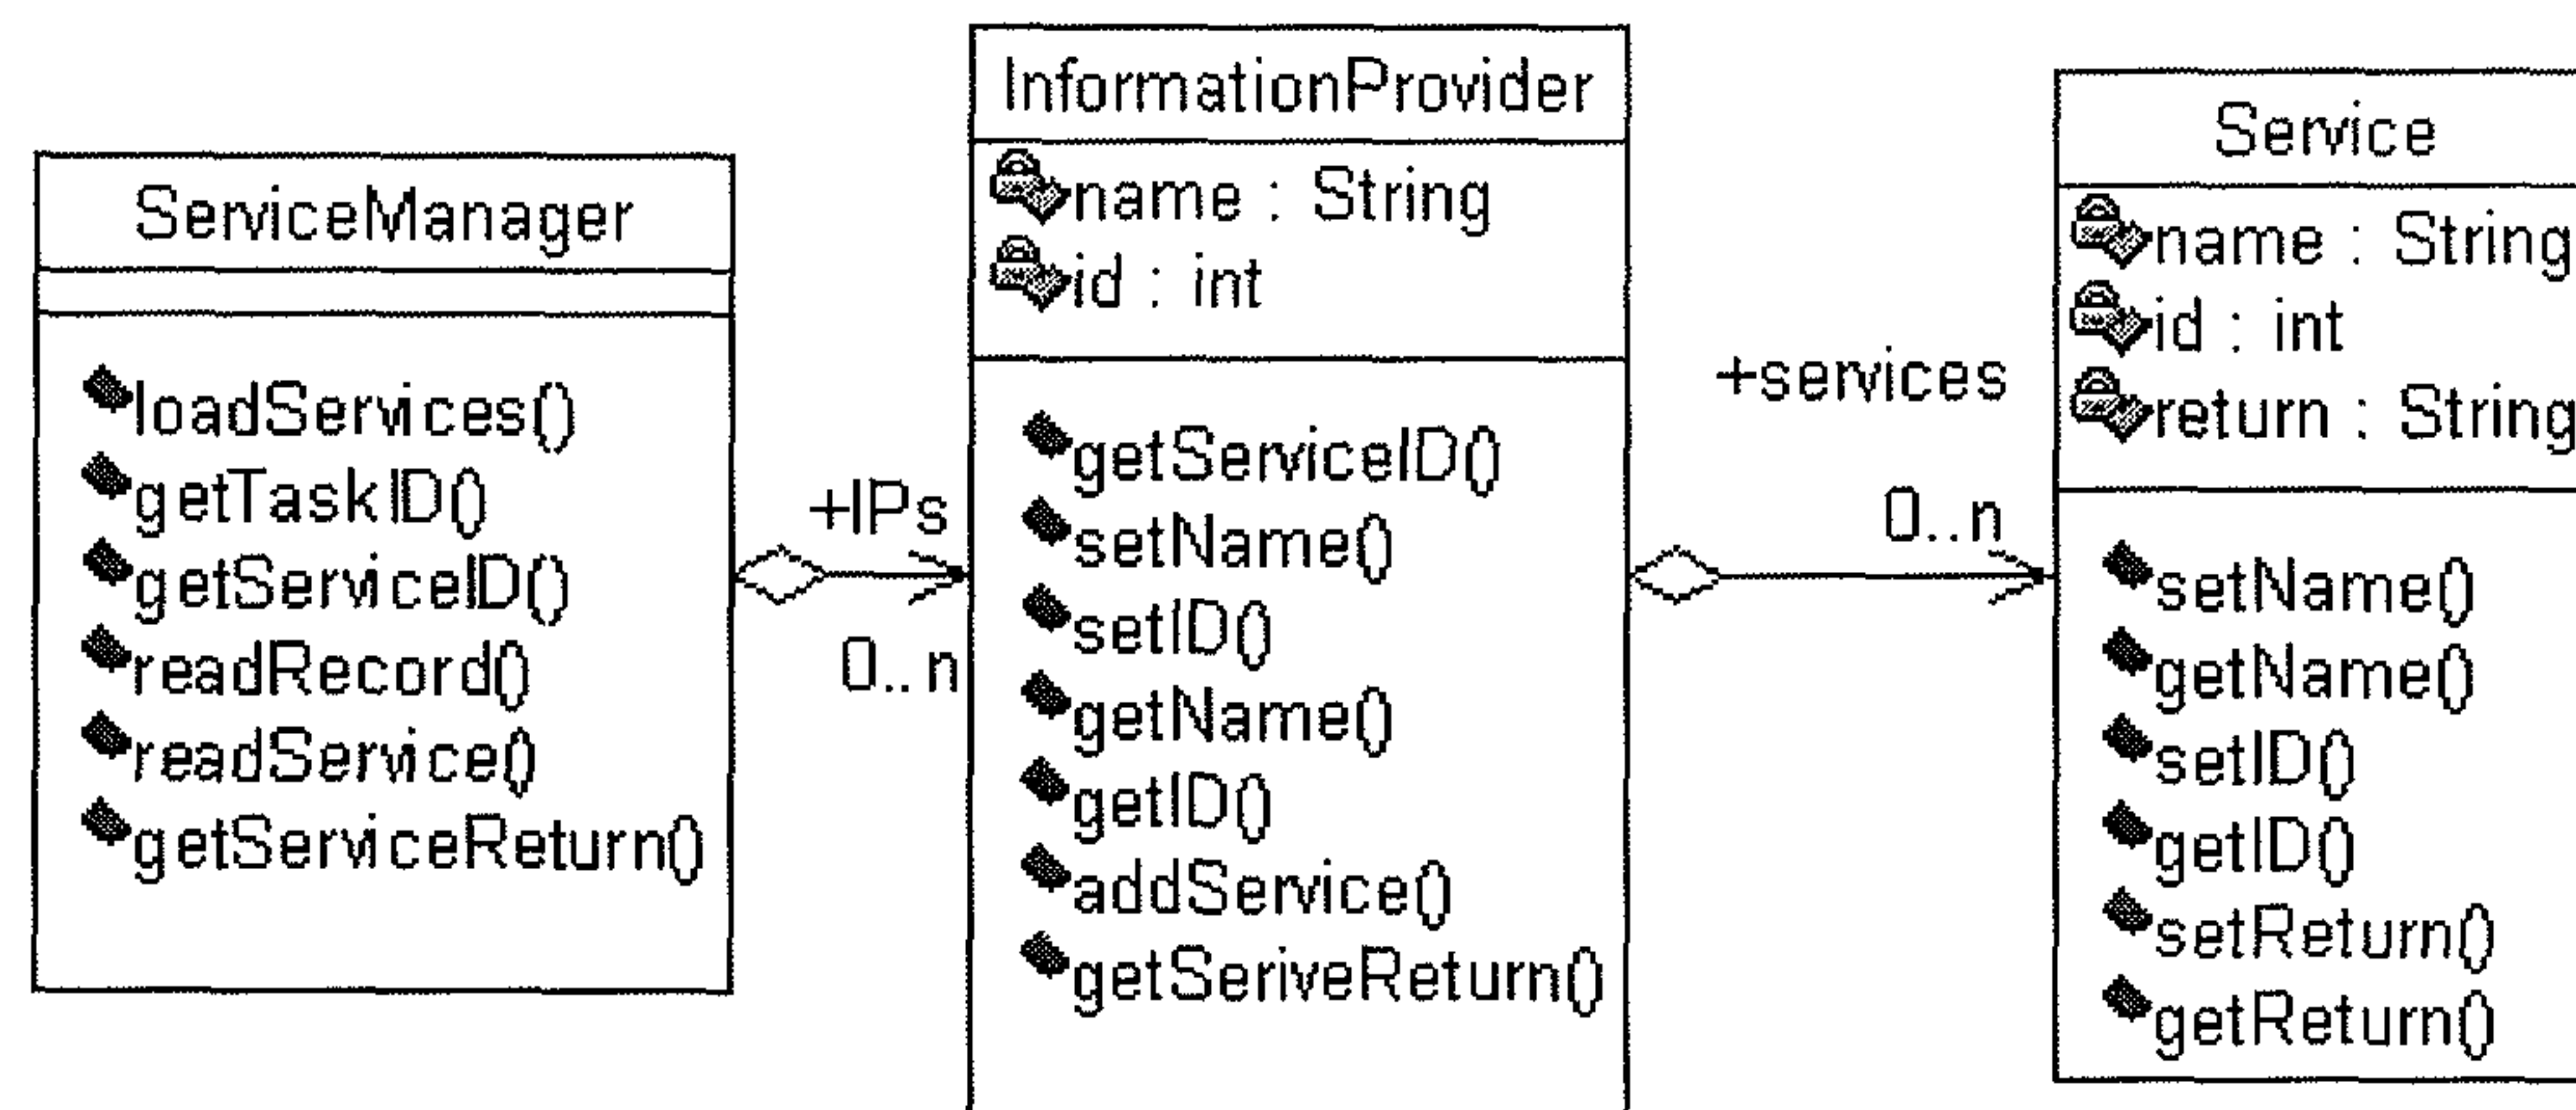 ServiceManager
loadServices()
getTaskID()
getServiceID()
readRecord()
readService()
getServiceReturn()
+IPs
0..n
InformationProvider
name : String
id : int
getServiceID()
setName()
setID()
getName()
getID()
addService()
getSeriveReturn()
+services
0..n
Service
name : String
id : int
return : String
setName()
getName()
setID()
getID()
setReturn()
getReturn()